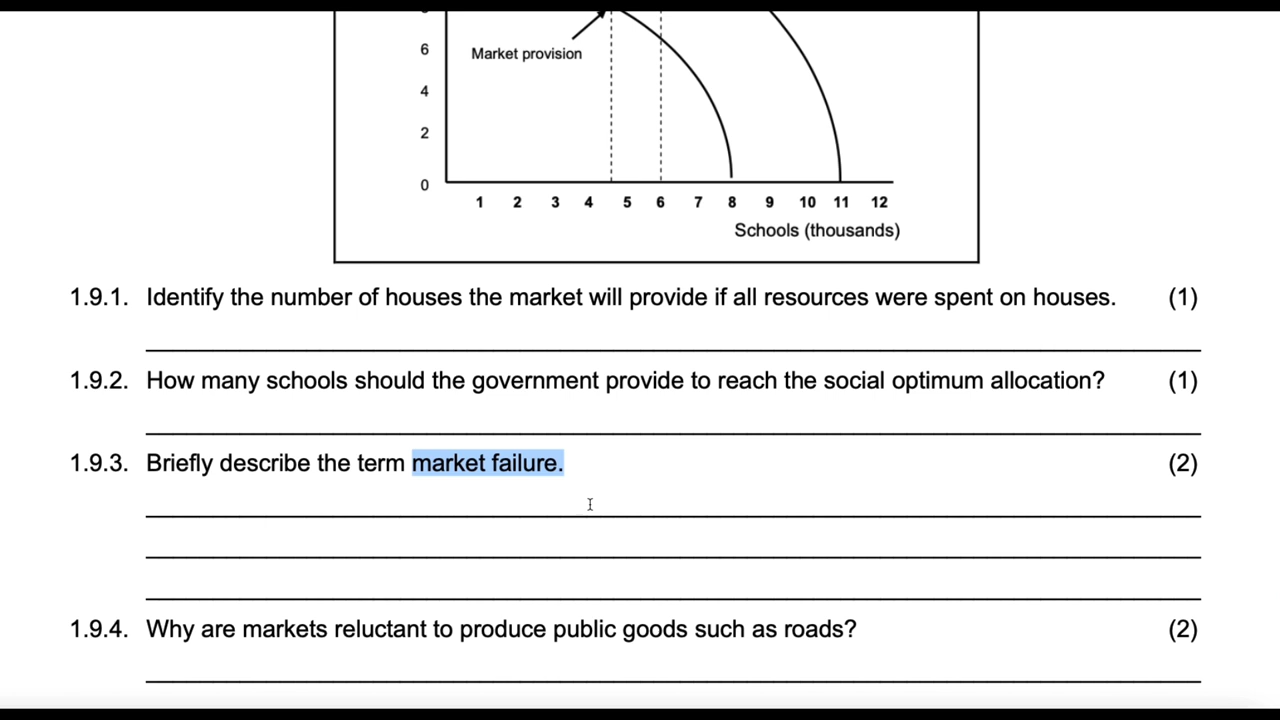 6
Market provision
4
2
0
1 2 3 4 5 6 7 8 9 10 11 12
Schools (thousands)
1.9.1. Identify the number of houses the market will provide if all resources were spent on houses. (1)
1.9.2. How many schools should the government provide to reach the social optimum allocation? (1)
1.9.3. Briefly describe the term market failure. (2)
1.9.4. Why are markets reluctant to produce public goods such as roads? (2)